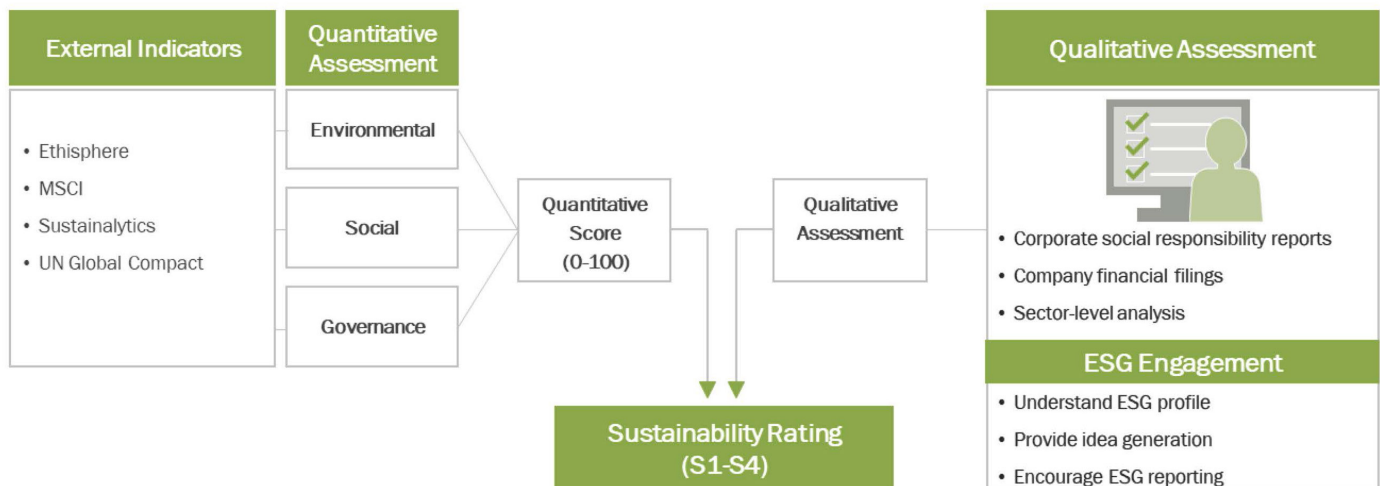 External Indicators
• Ethisphere
• MSCI
• Sustainalytics
• UN Global Compact
Quantitative
Assessment
Environmental
Social
Governance
Quantitative
Score
(0-100)
Qualitative
Assessment
Sustainability Rating
(S1-S4)
Qualitative Assessment
• Corporate social responsibility reports
• Company financial filings
• Sector-level analysis
ESG Engagement
• Understand ESG profile
• Provide idea generation
• Encourage ESG reporting